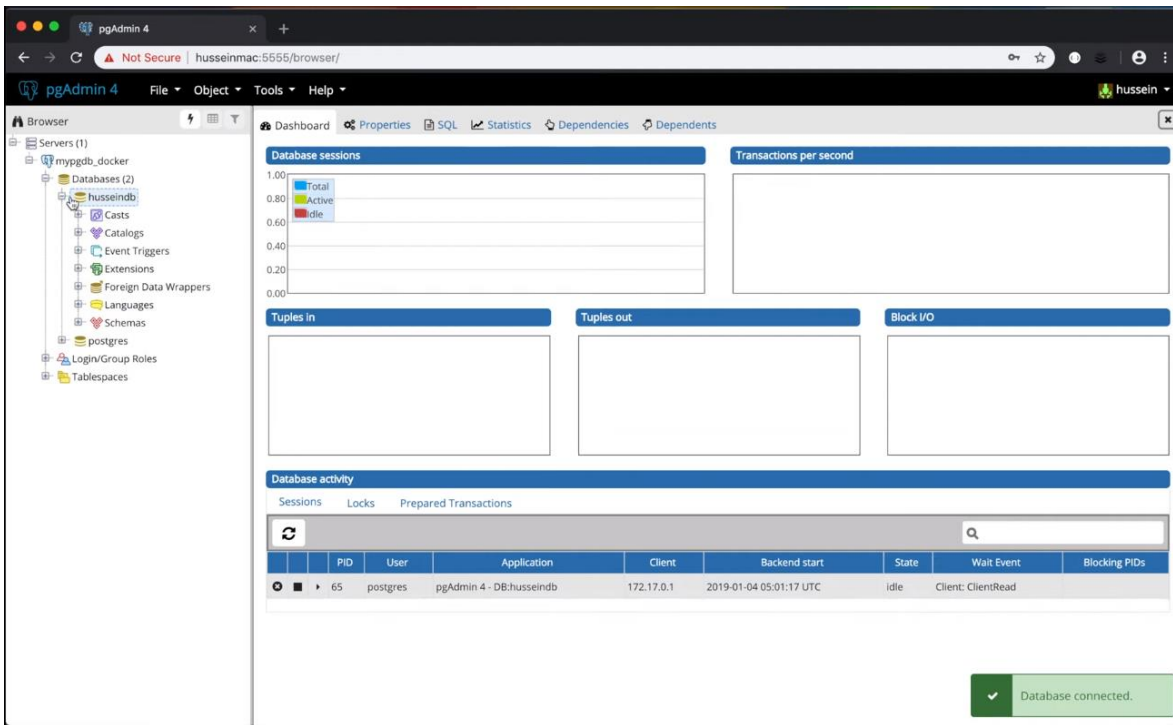 pgAdmin 4
Not Secure husseinmac:5555/browser/
pgAdmin 4 File Object Tools Help hussein
Browser
Servers (1)
mypgdb_docker
Databases (2)
husseindb
Casts
Catalogs
Event Triggers
Extensions
Foreign Data Wrappers
Languages
Schemas
postgres
Login/Group Roles
Tablespaces
Dashboard Properties SQL Statistics Dependencies Dependents
Database sessions
1.00
0.80
0.60
0.40
0.20
0.00
Total
Active
Idle
Transactions per second
Tuples in
Tuples out
Block I/O
Database activity
Sessions Locks Prepared Transactions
PID User Application Client Backend start State Wait Event Blocking PIDs
65 postgres pgAdmin 4 - DB:husseindb 172.17.0.1 2019-01-04 05:01:17 UTC idle Client: ClientRead
Database connected.